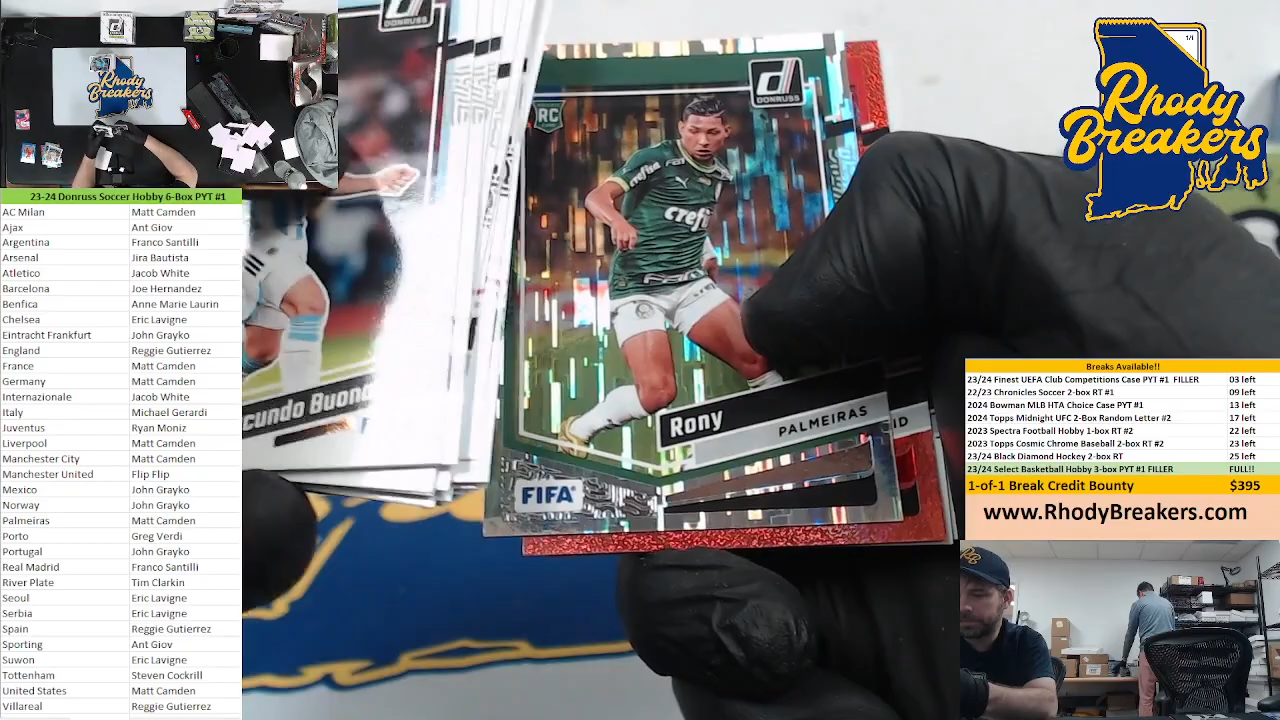 23-24 Donruss Soccer Hobby 6-Box PYT #1
AC Milan Matt Camden
Ajax Ant Giov
Argentina Franco Santilli
Arsenal Jira Bautista
Atletico Jacob White
Barcelona Joe Hernandez
Benfica Anne Marie Laurin
Chelsea Eric Lavigne
Eintracht Frankfurt John Grayko
England Reggie Gutierrez
France Matt Camden
Germany Matt Camden
Internazionale Jacob White
Italy Michael Gerardi
Juventus Ryan Moniz
Liverpool Matt Camden
Manchester City Matt Camden
Manchester United Flip Flip
Mexico John Grayko
Norway John Grayko
Palmeiras Greg Verdi
Porto Eric Lavigne
Portugal John Grayko
Real Madrid Franco Santilli
River Plate Tim Clarkin
Seoul Eric Lavigne
Serbia Eric Lavigne
Spain Reggie Gutierrez
Sporting Ant Giov
Suwon Eric Lavigne
Tottenham Steven Cockrill
United States Matt Camden
Villareal Reggie Gutierrez
Rhody
Breakers
DONRUSS
cundo Buon
d
DONRUSS
RC
crefi
Rony
PALMEIRAS
ID
FIFA
1/1
Rhody
Breakers
Breaks Available!!
23/24 Finest UEFA Club Competitions Case PYT #1 FILLER 03 left
22/23 Chronicles Soccer 2-box RT #1 09 left
2024 Bowman MLB HTA Choice Case PYT #1 13 left
2024 Topps Midnight UFC 2-Box Random Letter #2 17 left
2023 Spectra Football Hobby 1-box RT #2 22 left
2023 Topps Cosmic Chrome Baseball 2-box RT #2 23 left
23/24 Black Diamond Hockey 2-box RT 25 left
23/24 Select Basketball Hobby 3-box PYT #1 FILLER FULL!!
1-of-1 Break Credit Bounty $395
www.RhodyBreakers.com